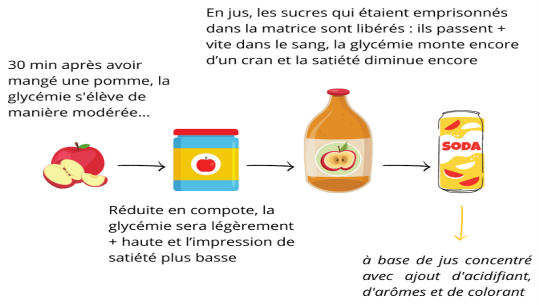 En jus, les sucres qui étaient emprisonnés
dans la matrice sont libérés : ils passent +
vite dans le sang, la glycémie monte encore
d'un cran et la satiété diminue encore
30 min après avoir
mangé une pomme, la
glycémie s'élève de
manière modérée...
SODA
Réduite en compote, la
glycémie sera légèrement
+ haute et l'impression de
satiété plus basse
à base de jus concentré
avec ajout d'acidifiant,
d'arômes et de colorant